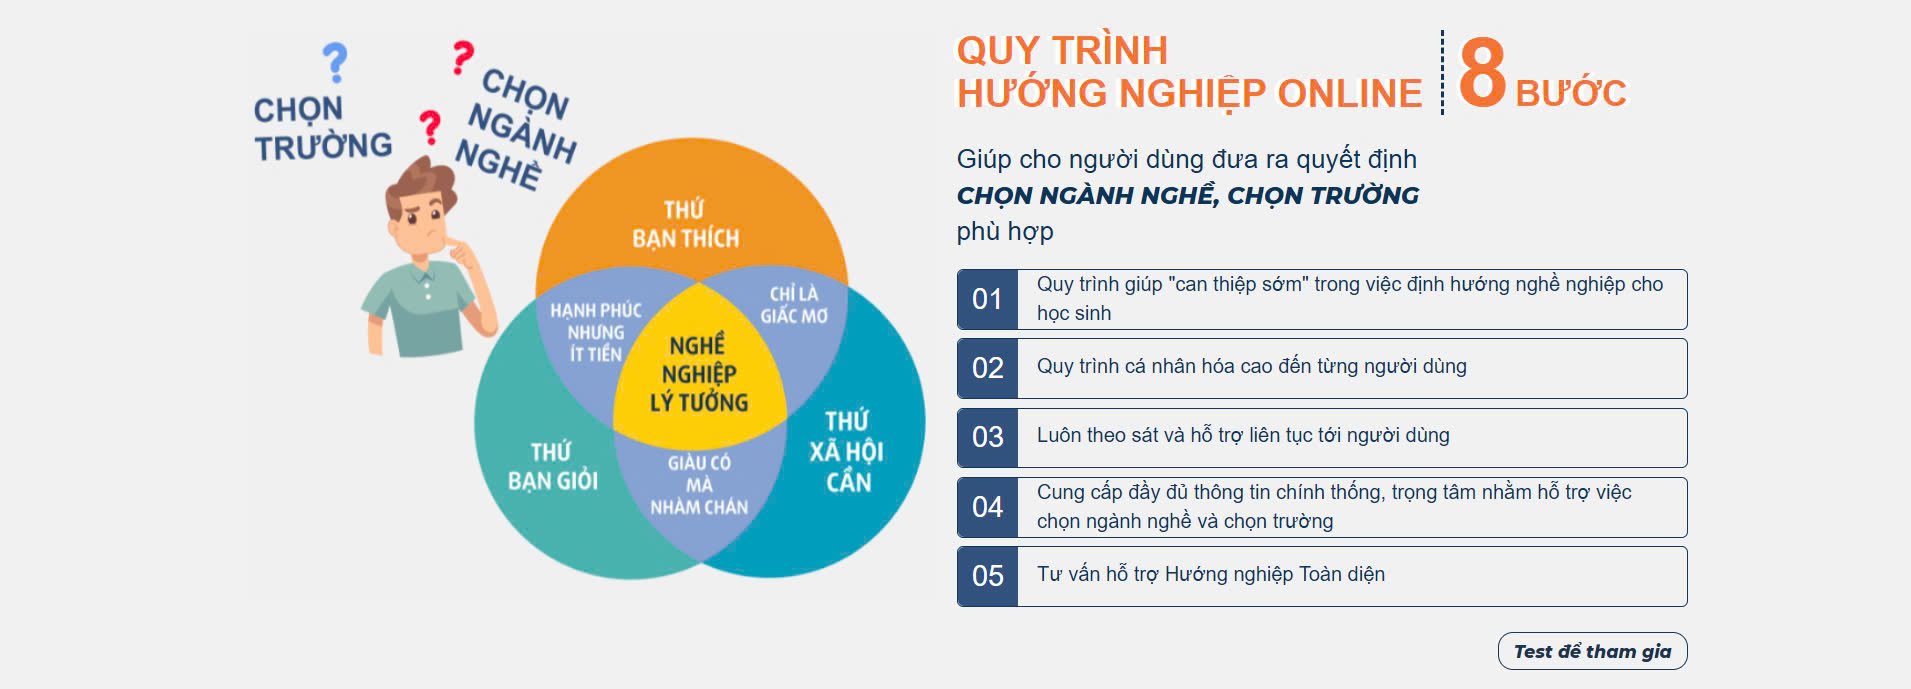 ?
?
CHỌN
TRƯỜNG
?
CHỌN
NGÀNH
NGHỀ
THỨ
BẠN THÍCH
HẠNH PHÚC
NHƯNG
ÍT TIỀN
CHỈ LÀ
GIẤC MƠ
NGHỀ
NGHIỆP
LÝ TƯỞNG
THỨ
BẠN GIỎI
GIÀU CÓ
MÀ
NHÀM CHÁN
THỨ
XÃ HỘI
CẦN
QUY TRÌNH
HƯỚNG NGHIỆP ONLINE
8 BƯỚC
Giúp cho người dùng đưa ra quyết định
CHỌN NGÀNH NGHỀ, CHỌN TRƯỜNG
phù hợp
01
Quy trình giúp "can thiệp sớm" trong việc định hướng nghề nghiệp cho
học sinh
02
Quy trình cá nhân hóa cao đến từng người dùng
03
Luôn theo sát và hỗ trợ liên tục tới người dùng
04
Cung cấp đầy đủ thông tin chính thống, trọng tâm nhằm hỗ trợ việc
chọn ngành nghề và chọn trường
05
Tư vấn hỗ trợ Hướng nghiệp Toàn diện
Test để tham gia